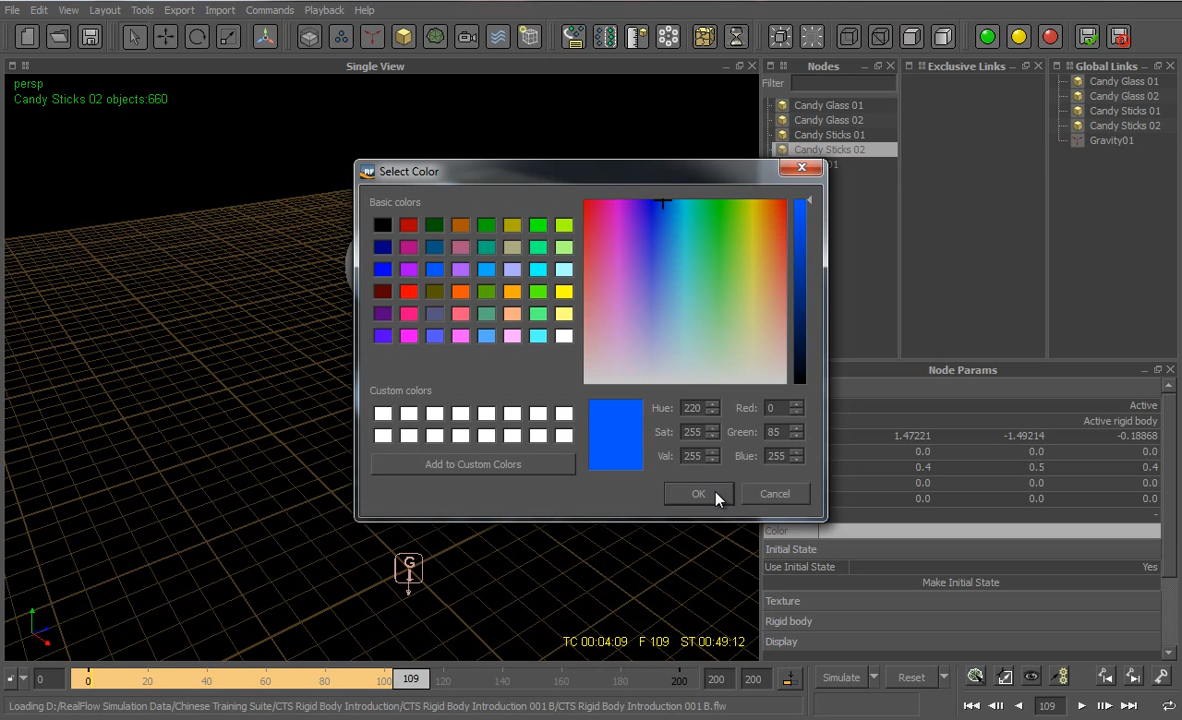 File Edit View Layout Tools Export Import Commands Playback Help
Single View
persp
Candy Sticks 02 objects:660
Nodes
Filter
Candy Glass 01
Candy Glass 02
Candy Sticks 01
Candy Sticks 02
01
Exclusive Links
Global Links
Candy Glass 01
Candy Glass 02
Candy Sticks 01
Candy Sticks 02
Gravity01
Select Color
Basic colors
Custom colors
Add to Custom Colors
Hue: 220 Red: 0
Sat: 255 Green: 85
Val: 255 Blue: 255
OK Cancel
Node Params
Active
Active rigid body
1.47221 -1.49214 -0.18868
0.0 0.0 0.0
0.4 0.5 0.4
0.0 0.0 0.0
0.0 0.0 0.0
-
Color
Initial State
Use Initial State Yes
Make Initial State
Texture
Rigid body
Display
G
TC 00:04:09 F 109 ST 00:49:12
0 0 20 40 60 80 100 109 120 140 160 180 200 200 200
Simulate Reset
109
Loading D:/RealFlow Simulation Data/Chinese Training Suite/CTS Rigid Body Introduction/CTS Rigid Body Introduction 001 B/CTS Rigid Body Introduction 001 B.flw